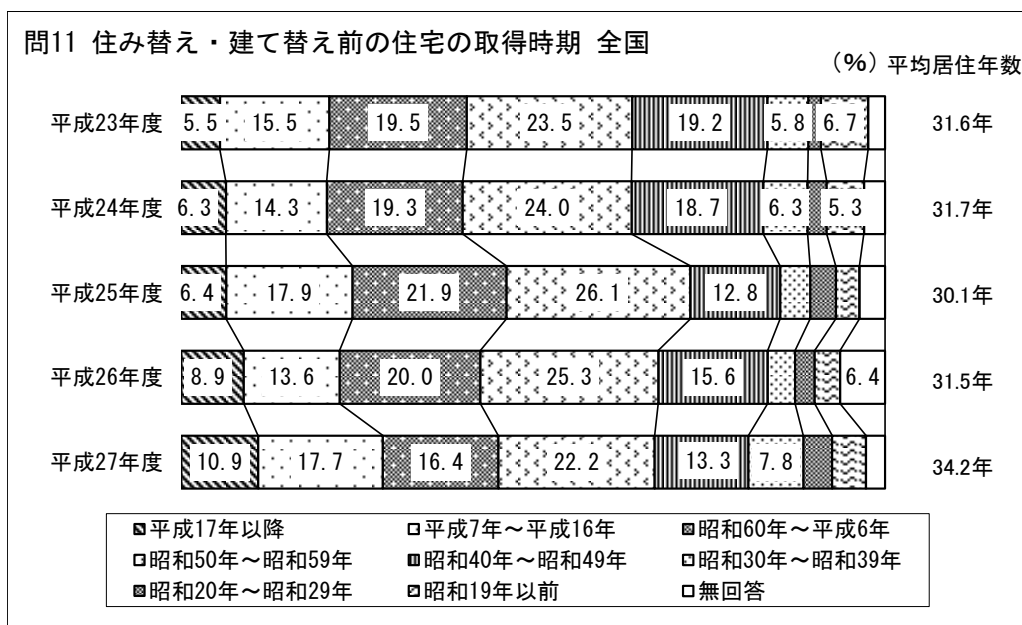 問11 住み替え・建て替え前の住宅の取得時期 全国
（％）平均居住年数
平成23年度 5.5 15.5 19.5 23.5 19.2 5.8 6.7 31.6年
平成24年度 6.3 14.3 19.3 24.0 18.7 6.3 5.3 31.7年
平成25年度 6.4 17.9 21.9 26.1 12.8 30.1年
平成26年度 8.9 13.6 20.0 25.3 15.6 6.4 31.5年
平成27年度 10.9 17.7 16.4 22.2 13.3 7.8 34.2年
平成17年以降 平成7年～平成16年 昭和60年～平成6年
昭和50年～昭和59年 昭和40年～昭和49年 昭和30年～昭和39年
昭和20年～昭和29年 昭和19年以前 無回答